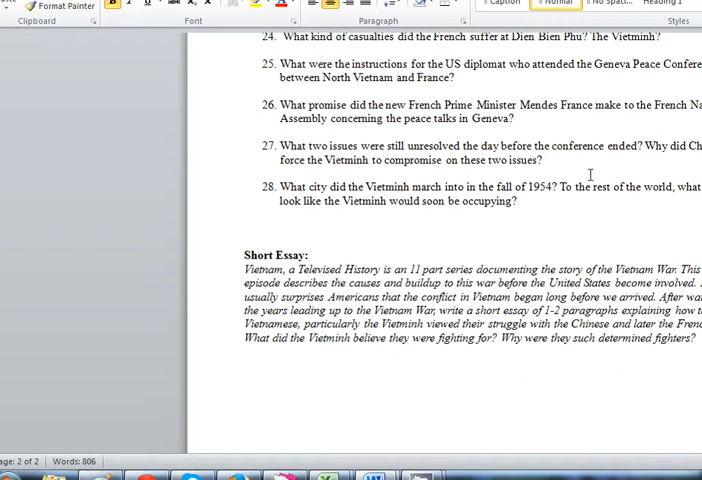 Format Painter
Caption
Normal
No Spaci...
Heading 1
Clipboard
Font
Paragraph
Styles
24. What kind of casualties did the French suffer at Dien Bien Phu? The Vietminh?
25. What were the instructions for the US diplomat who attended the Geneva Peace Confere
between North Vietnam and France?
26. What promise did the new French Prime Minister Mendes France make to the French Na
Assembly concerning the peace talks in Geneva?
27. What two issues were still unresolved the day before the conference ended? Why did Ch
force the Vietminh to compromise on these two issues?
28. What city did the Vietminh march into in the fall of 1954? To the rest of the world, what
look like the Vietminh would soon be occupying?
Short Essay:
Vietnam, a Televised History is an 11 part series documenting the story of the Vietnam War. This
episode describes the causes and buildup to this war before the United States become involved.
usually surprises Americans that the conflict in Vietnam began long before we arrived. After wa
the years leading up to the Vietnam War, write a short essay of 1-2 paragraphs explaining how t
Vietnamese, particularly the Vietminh viewed their struggle with the Chinese and later the Fren
What did the Vietminh believe they were fighting for? Why were they such determined fighters?
age: 2 of 2
Words: 806